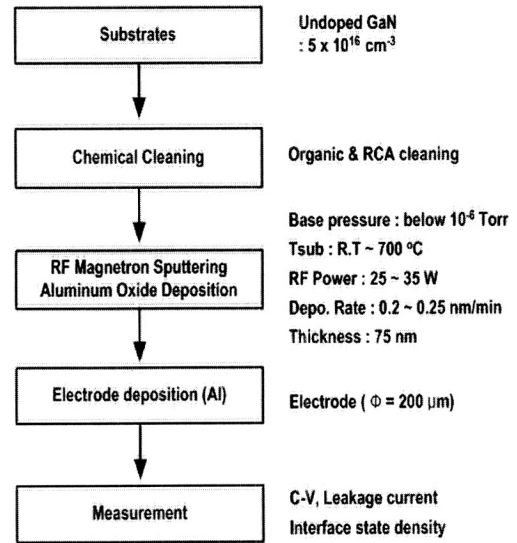 Substrates
Undoped GaN
: 5 x 10¹⁶ cm⁻³
Chemical Cleaning
Organic & RCA cleaning
RF Magnetron Sputtering
Aluminum Oxide Deposition
Base pressure : below 10⁻⁶ Torr
Tsub : R.T ~ 700 ºC
RF Power : 25 ~ 35 W
Depo. Rate : 0.2 ~ 0.25 nm/min
Thickness : 75 nm
Electrode deposition (Al)
Electrode ( Φ = 200 μm)
Measurement
C-V, Leakage current
Interface state density